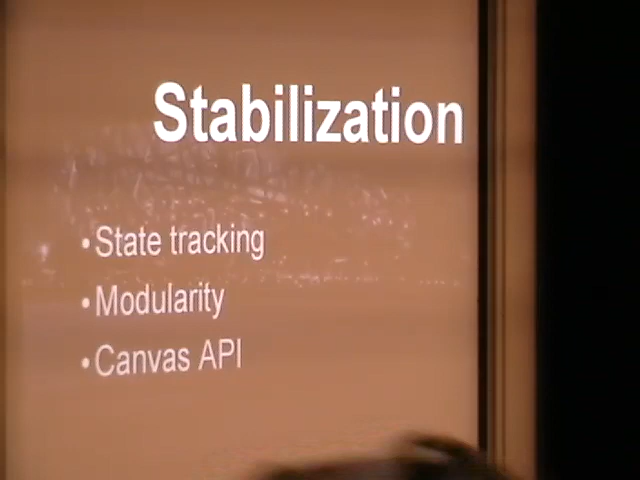 Stabilization
• State tracking
• Modularity
• Canvas API